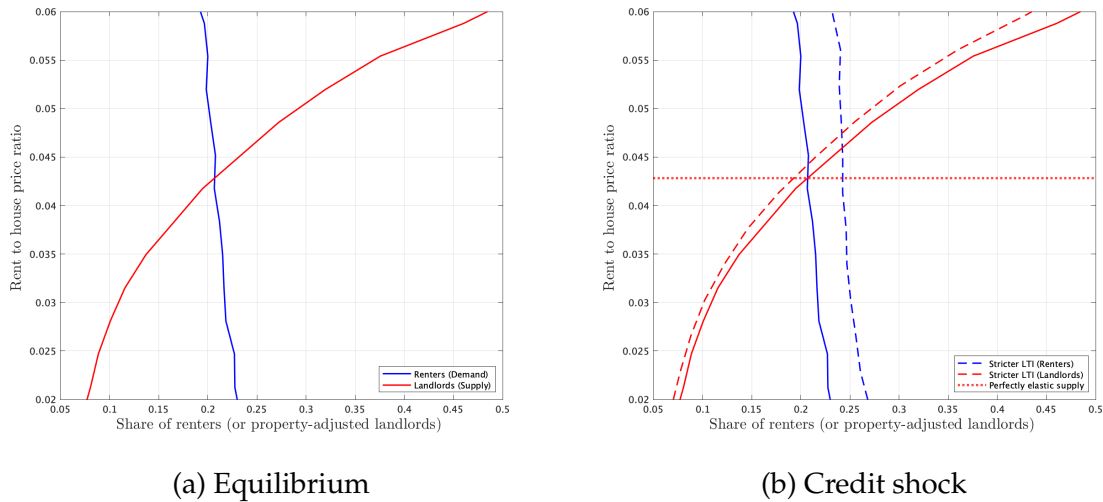 0.06
0.055
0.05
0.045
0.04
0.035
0.03
0.025
0.02
Rent to house price ratio
0.05 0.1 0.15 0.2 0.25 0.3 0.35 0.4 0.45 0.5
Share of renters (or property-adjusted landlords)
Renters (Demand)
Landlords (Supply)
(a) Equilibrium
0.06
0.055
0.05
0.045
0.04
0.035
0.03
0.025
0.02
Rent to house price ratio
0.05 0.1 0.15 0.2 0.25 0.3 0.35 0.4 0.45 0.5
Share of renters (or property-adjusted landlords)
Stricter LTI (Renters)
Stricter LTI (Landlords)
Perfectly elastic supply
(b) Credit shock